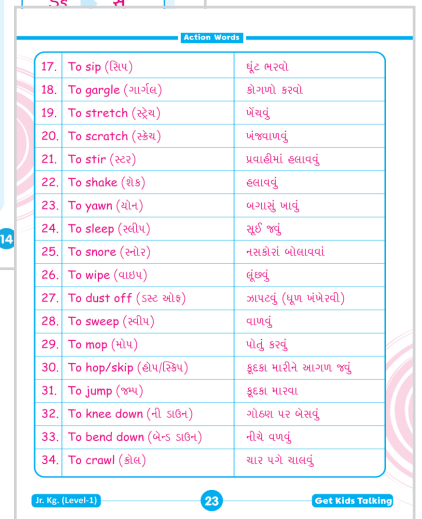 Action Words
17. To sip (સિપ) ઘૂંટ ભરવો
18. To gargle (ગાર્ગલ) કોગળો કરવો
19. To stretch (સ્ટ્રેચ) ખેંચવું
20. To scratch (સ્ક્રેચ) ખંજવાળવું
21. To stir (સ્ટર) પ્રવાહીમાં હલાવવું
22. To shake (શેક) હલાવવું
23. To yawn (યોન) બગાસું ખાવું
24. To sleep (સ્લીપ) સૂઈ જવું
25. To snore (સ્નોર) નસકોરાં બોલાવવાં
26. To wipe (વાઇપ) લૂંછવું
27. To dust off (ડસ્ટ ઓફ) ઝાપટવું (ધૂળ ખંખેરવી)
28. To sweep (સ્વીપ) વાળવું
29. To mop (મોપ) પોતું કરવું
30. To hop/skip (હોપ/સ્કિપ) કૂદકા મારીને આગળ જવું
31. To jump (જમ્પ) કૂદકા મારવા
32. To knee down (ની ડાઉન) ગોઠણ પર બેસવું
33. To bend down (બેન્ડ ડાઉન) નીચે વળવું
34. To crawl (ક્રોલ) ચાર પગે ચાલવું
14
Jr. Kg. (Level-1) 23 Get Kids Talking